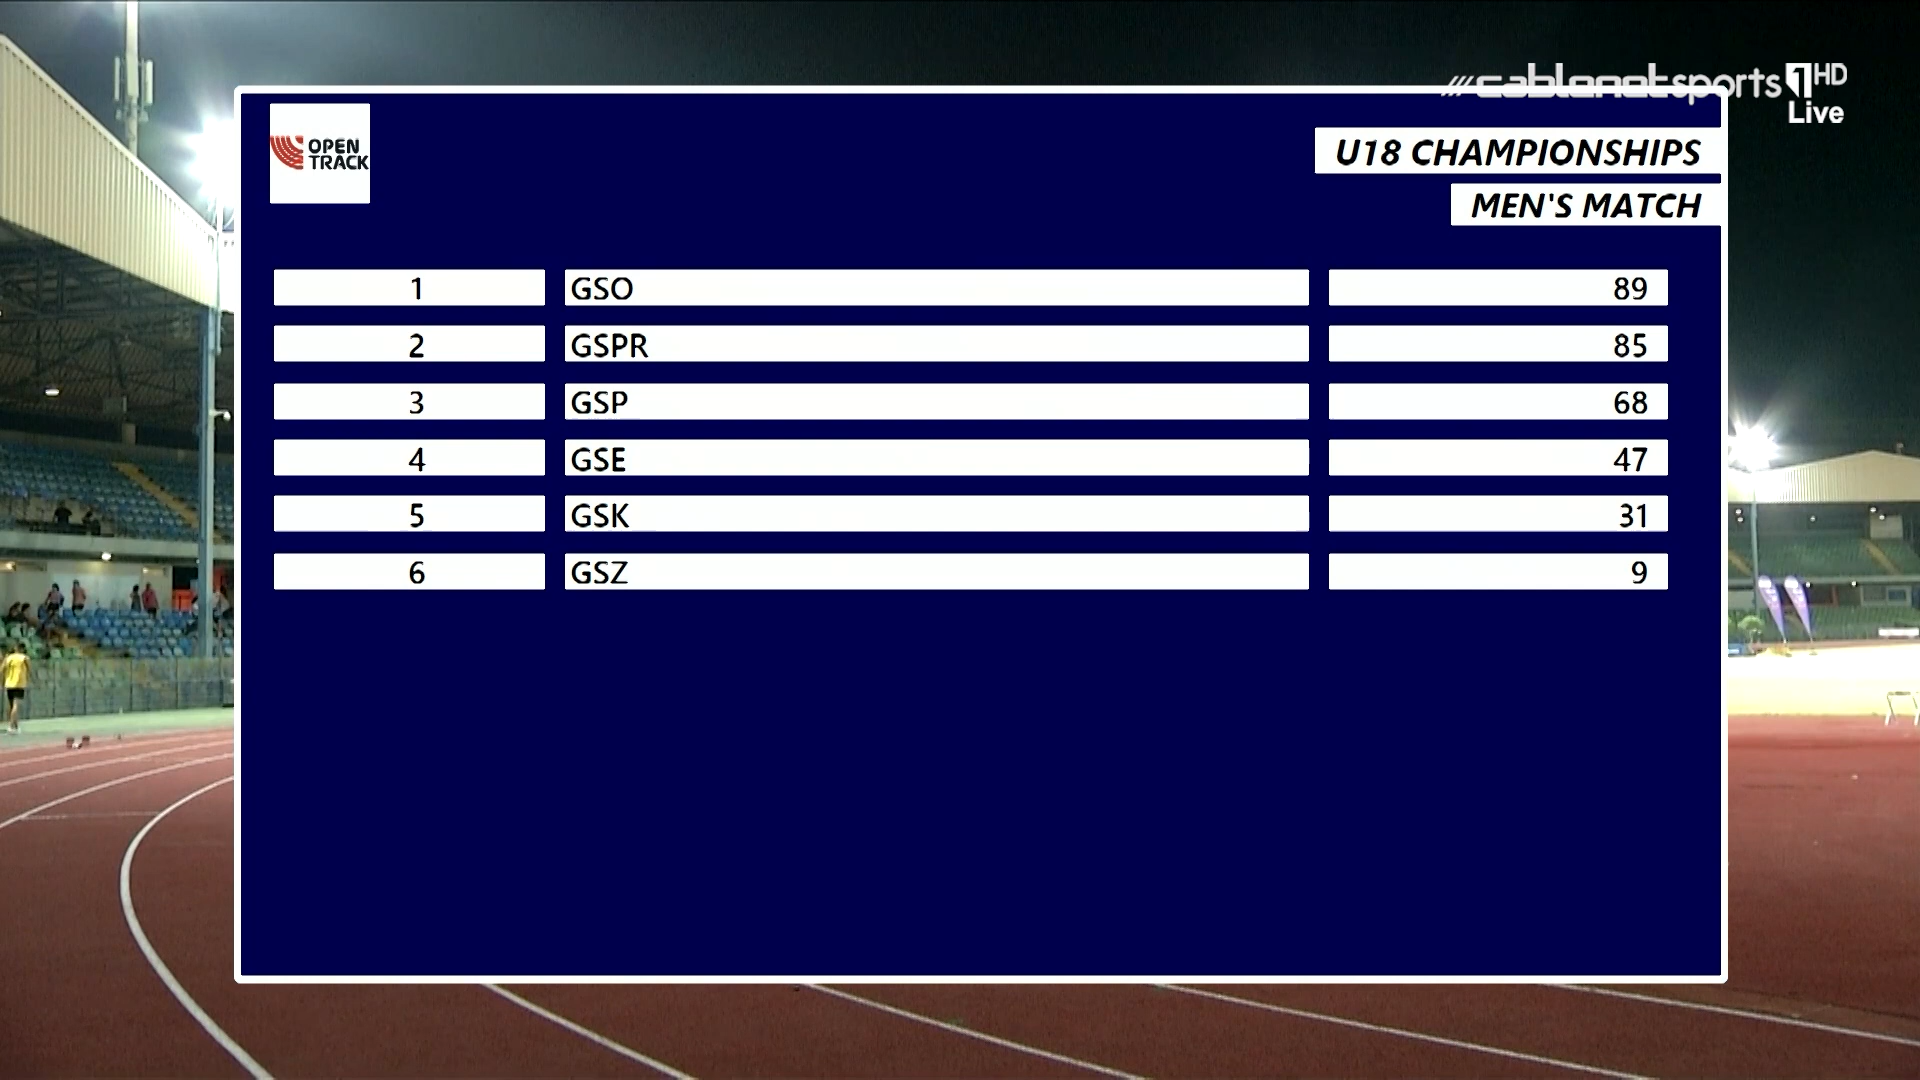 cablenetsports 1 HD
Live
OPEN
TRACK
U18 CHAMPIONSHIPS
MEN'S MATCH
1 GSO 89
2 GSPR 85
3 GSP 68
4 GSE 47
5 GSK 31
6 GSZ 9